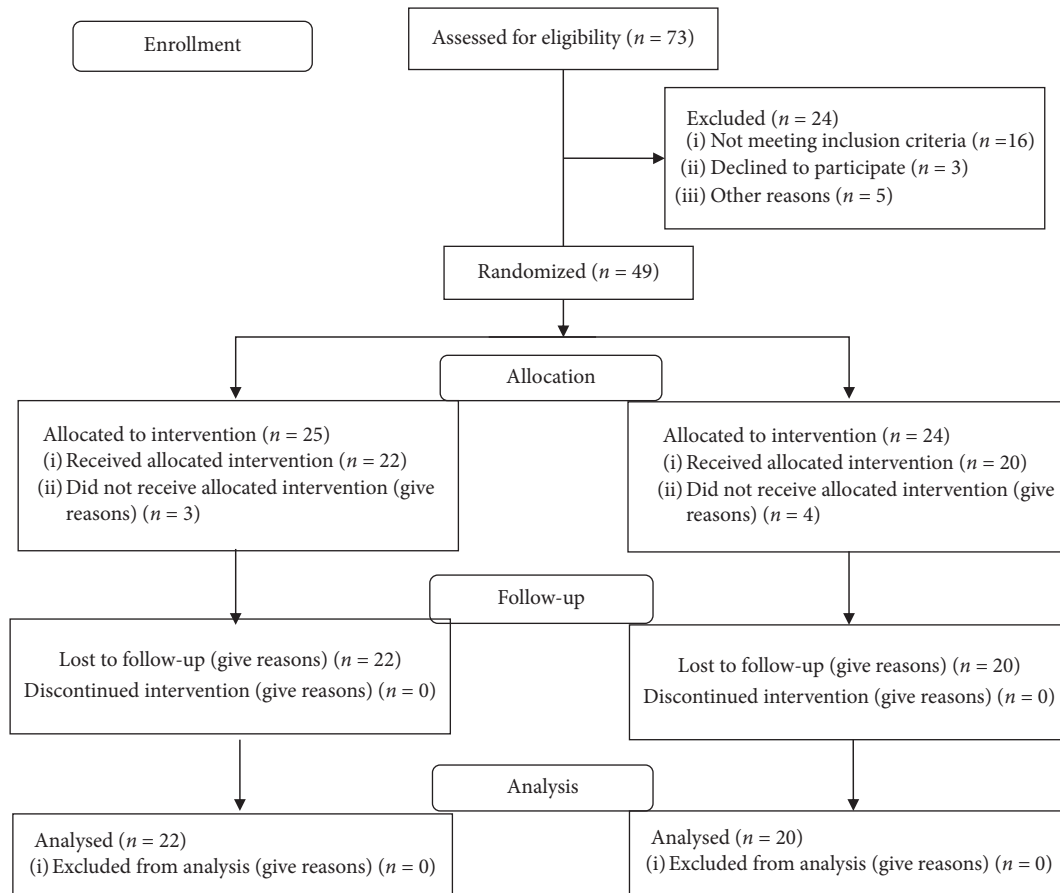 Enrollment
Assessed for eligibility (n = 73)
Excluded (n = 24)
(i) Not meeting inclusion criteria (n =16)
(ii) Declined to participate (n = 3)
(iii) Other reasons (n = 5)
Randomized (n = 49)
Allocation
Allocated to intervention (n = 25)
(i) Received allocated intervention (n = 22)
(ii) Did not receive allocated intervention (give
reasons) (n = 3)
Allocated to intervention (n = 24)
(i) Received allocated intervention (n = 20)
(ii) Did not receive allocated intervention (give
reasons) (n = 4)
Follow-up
Lost to follow-up (give reasons) (n = 22)
Discontinued intervention (give reasons) (n = 0)
Lost to follow-up (give reasons) (n = 20)
Discontinued intervention (give reasons) (n = 0)
Analysis
Analysed (n = 22)
(i) Excluded from analysis (give reasons) (n = 0)
Analysed (n = 20)
(i) Excluded from analysis (give reasons) (n = 0)